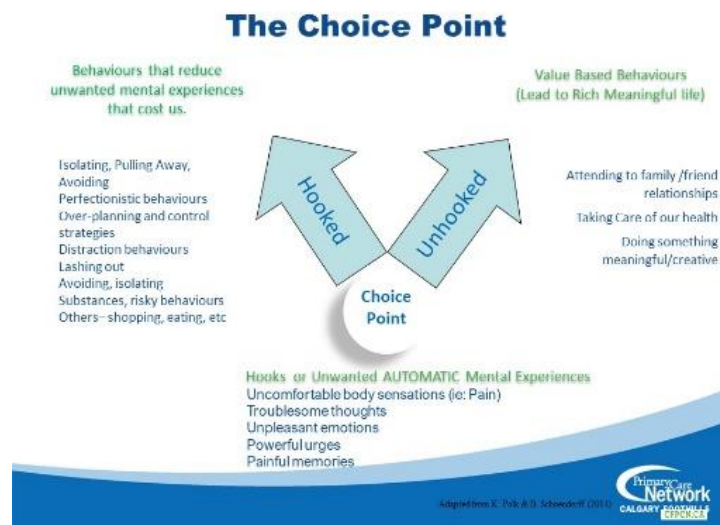 The Choice Point
Behaviours that reduce
unwanted mental experiences
that cost us.
Value Based Behaviours
(Lead to Rich Meaningful life)
Hooked
Unhooked
Isolating, Pulling Away,
Avoiding
Perfectionistic behaviours
Over-planning and control
strategies
Distraction behaviours
Lashing out
Avoiding, isolating
Substances, risky behaviours
Others– shopping, eating, etc
Attending to family /friend
relationships
Taking Care of our health
Doing something
meaningful/creative
Choice
Point
Hooks or Unwanted AUTOMATIC Mental Experiences
Uncomfortable body sensations (ie: Pain)
Troublesome thoughts
Unpleasant emotions
Powerful urges
Painful memories
Adapted from K. Polk & B. Schoendorff (2014)
PrimaryCare
Network
CALGARY FOOTHILLS
CFPCN.CA